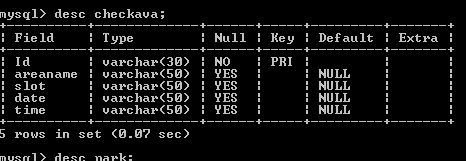 mysql> desc checkava;
+-----------+-------------+------+-----+---------+-------+
| Field | Type | Null | Key | Default | Extra |
+-----------+-------------+------+-----+---------+-------+
| Id | varchar(30) | NO | PRI | | |
| areaname | varchar(50) | YES | | NULL | |
| slot | varchar(50) | YES | | NULL | |
| date | varchar(50) | YES | | NULL | |
| time | varchar(50) | YES | | NULL | |
+-----------+-------------+------+-----+---------+-------+
5 rows in set (0.07 sec)
mysql> desc park;